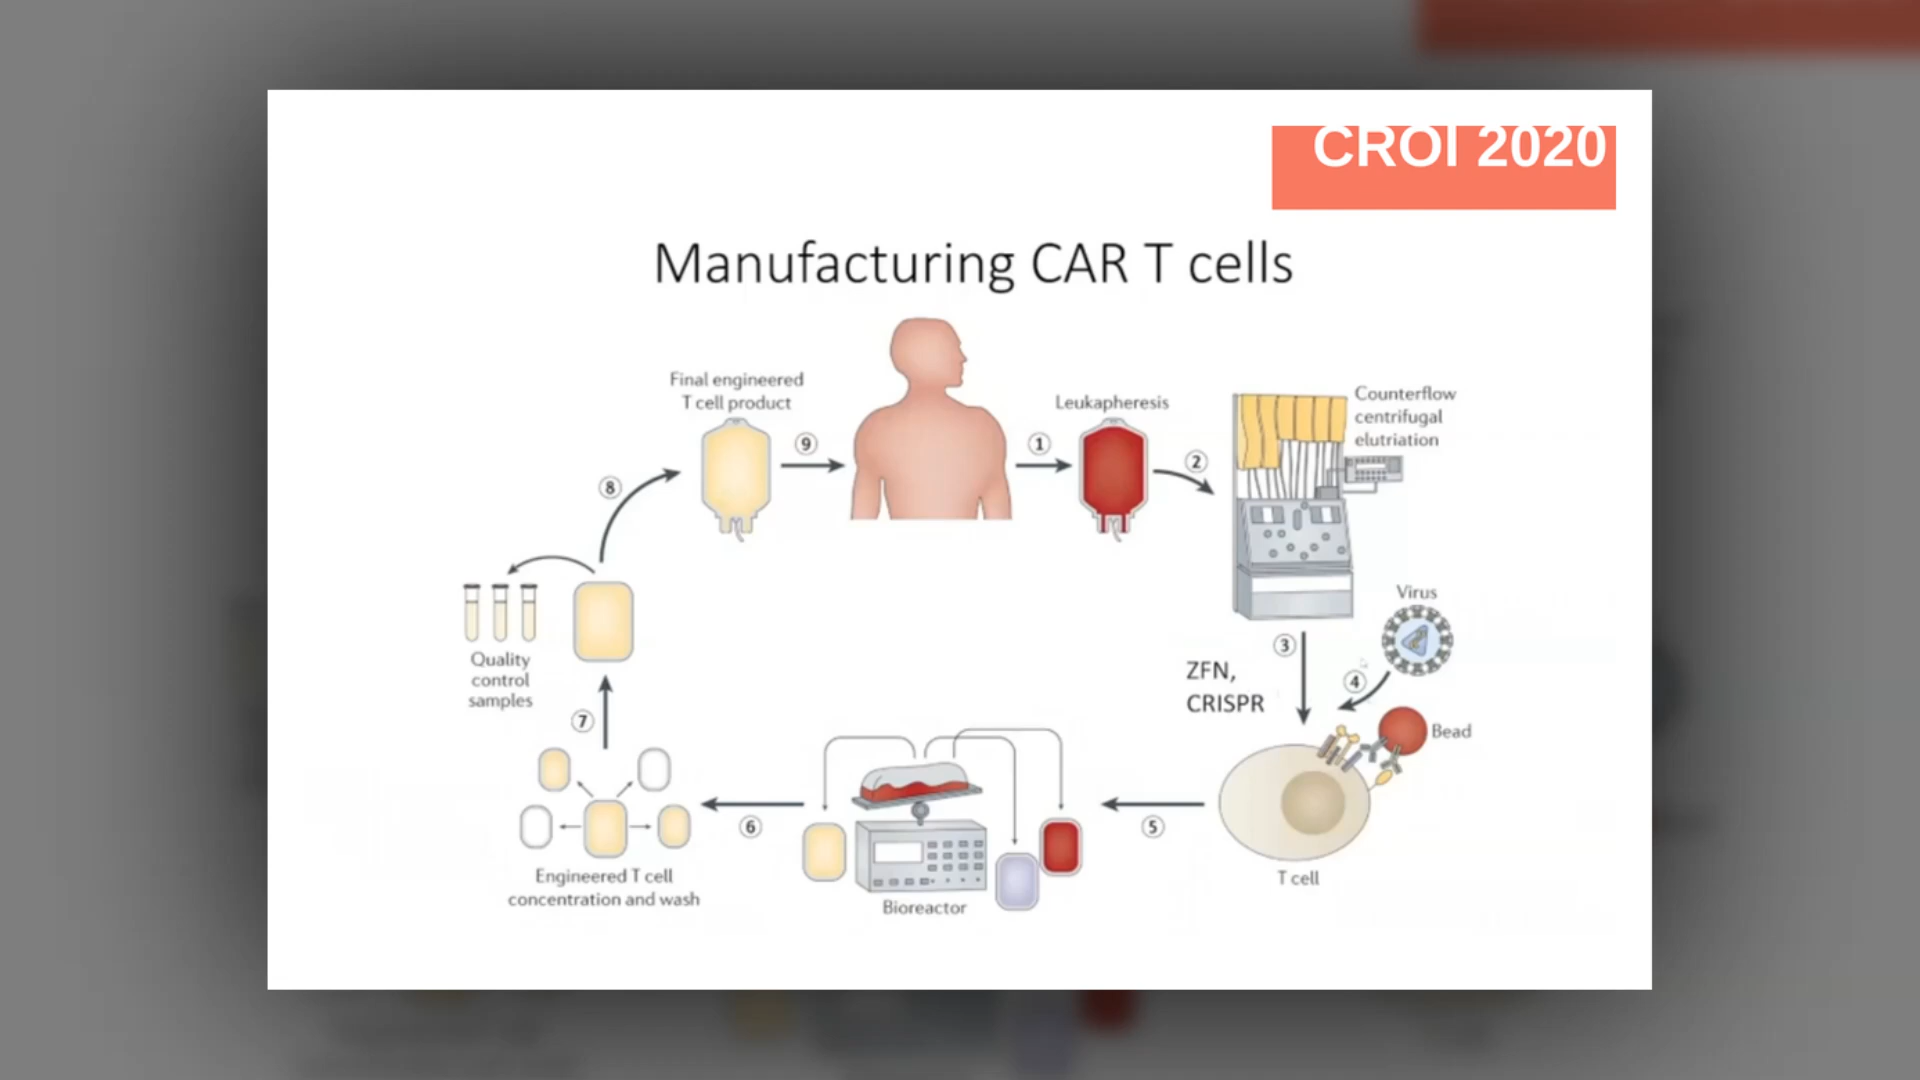 CROI 2020
Manufacturing CAR T cells
Final engineered
T cell product
9
1
Leukapheresis
2
Counterflow
centrifugal
elutriation
8
Quality
control
samples
7
3
ZFN,
CRISPR
Virus
4
Bead
T cell
5
Bioreactor
6
Engineered T cell
concentration and wash